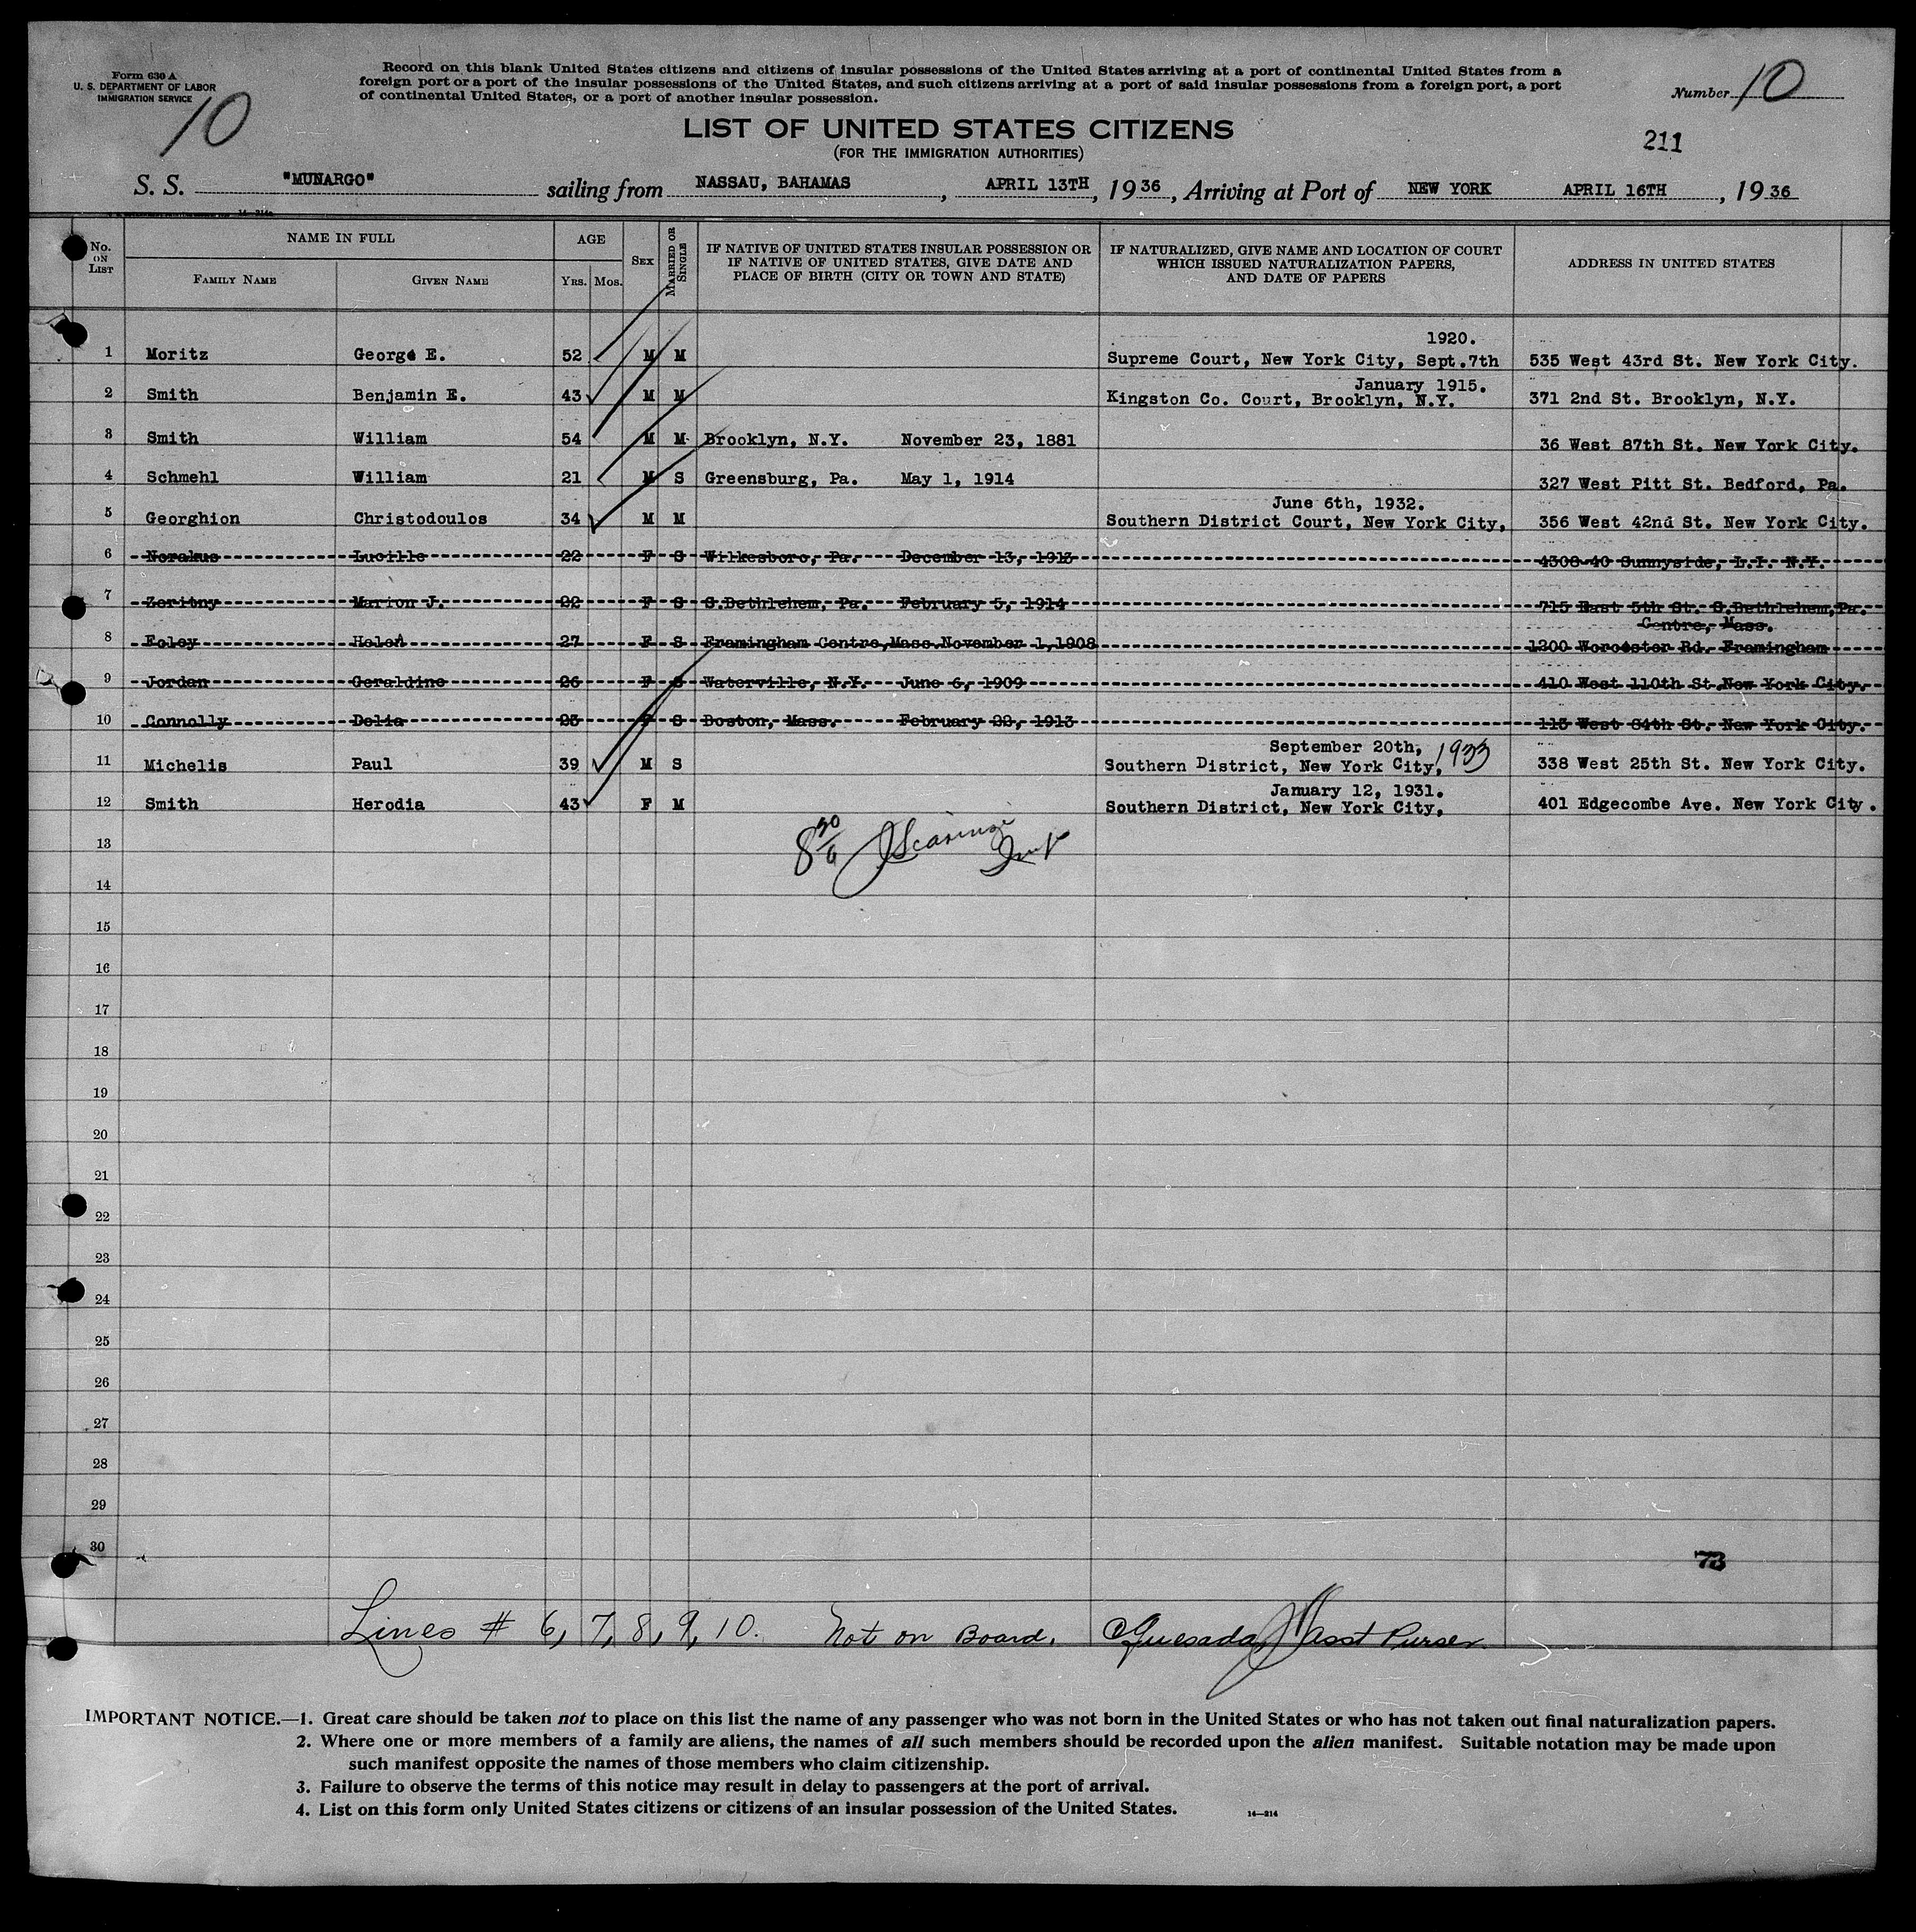 Form 630 A
U. S. DEPARTMENT OF LABOR
IMMIGRATION SERVICE
10
Record on this blank United States citizens and citizens of insular possessions of the United States arriving at a port of continental United States from a
foreign port or a port of the insular possessions of the United States, and such citizens arriving at a port of said insular possessions from a foreign port, a port
of continental United States, or a port of another insular possession.
Number 10
LIST OF UNITED STATES CITIZENS
(FOR THE IMMIGRATION AUTHORITIES)
211
S. S. "MUNARGO" sailing from NASSAU, BAHAMAS, APRIL 13TH, 1936, Arriving at Port of NEW YORK APRIL 16TH, 1936
No. ON LIST
NAME IN FULL
FAMILY NAME
GIVEN NAME
AGE
YRS. MOS.
SEX
MARRIED OR SINGLE
IF NATIVE OF UNITED STATES INSULAR POSSESSION OR
IF NATIVE OF UNITED STATES, GIVE DATE AND
PLACE OF BIRTH (CITY OR TOWN AND STATE)
IF NATURALIZED, GIVE NAME AND LOCATION OF COURT
WHICH ISSUED NATURALIZATION PAPERS,
AND DATE OF PAPERS
ADDRESS IN UNITED STATES
1920.
1 Moritz George E. 52 M M Supreme Court, New York City, Sept.7th 535 West 43rd St. New York City.
January 1915.
2 Smith Benjamin E. 43 M M Kingston Co. Court, Brooklyn, N.Y. 371 2nd St. Brooklyn, N.Y.
3 Smith William 54 M M Brooklyn, N.Y. November 23, 1881 36 West 87th St. New York City.
4 Schmehl William 21 M S Greensburg, Pa. May 1, 1914 327 West Pitt St. Bedford, Pa.
June 6th, 1932.
5 Georghion Christodoulos 34 M M Southern District Court, New York City, 356 West 42nd St. New York City.
6 Norakus Lucille 22 F S Wilkesboro, Pa. December 13, 1913 4308-40 Sunnyside, L.I. N.Y.
7 Zoritny Marion J. 22 F S S.Bethlehem, Pa. February 5, 1914 715 East 5th St. S.Bethlehem,Pa.
Centre, Mass.
8 Foley Helen 27 F S Framingham Centre,Mass.November 1,1908 1200 Worcester Rd. Framingham
9 Jordan Geraldine 26 F S Waterville, N.Y. June 6, 1909 410 West 110th St.New York City.
10 Connolly Delia 23 F S Boston, Mass. February 22, 1913 113 West 84th St. New York City.
September 20th, 1933
11 Michelis Paul 39 M S Southern District, New York City, 338 West 25th St. New York City.
January 12, 1931.
12 Smith Herodia 43 F M Southern District, New York City, 401 Edgecombe Ave. New York City.
13
14
15
16
17
18
19
20
21
22
23
24
25
26
27
28
29
30
73
Lines # 6, 7, 8, 9, 10. Not on Board. Quesada Asst Purser
IMPORTANT NOTICE.—1. Great care should be taken not to place on this list the name of any passenger who was not born in the United States or who has not taken out final naturalization papers.
2. Where one or more members of a family are aliens, the names of all such members should be recorded upon the alien manifest. Suitable notation may be made upon
such manifest opposite the names of those members who claim citizenship.
3. Failure to observe the terms of this notice may result in delay to passengers at the port of arrival.
4. List on this form only United States citizens or citizens of an insular possession of the United States.
14—214